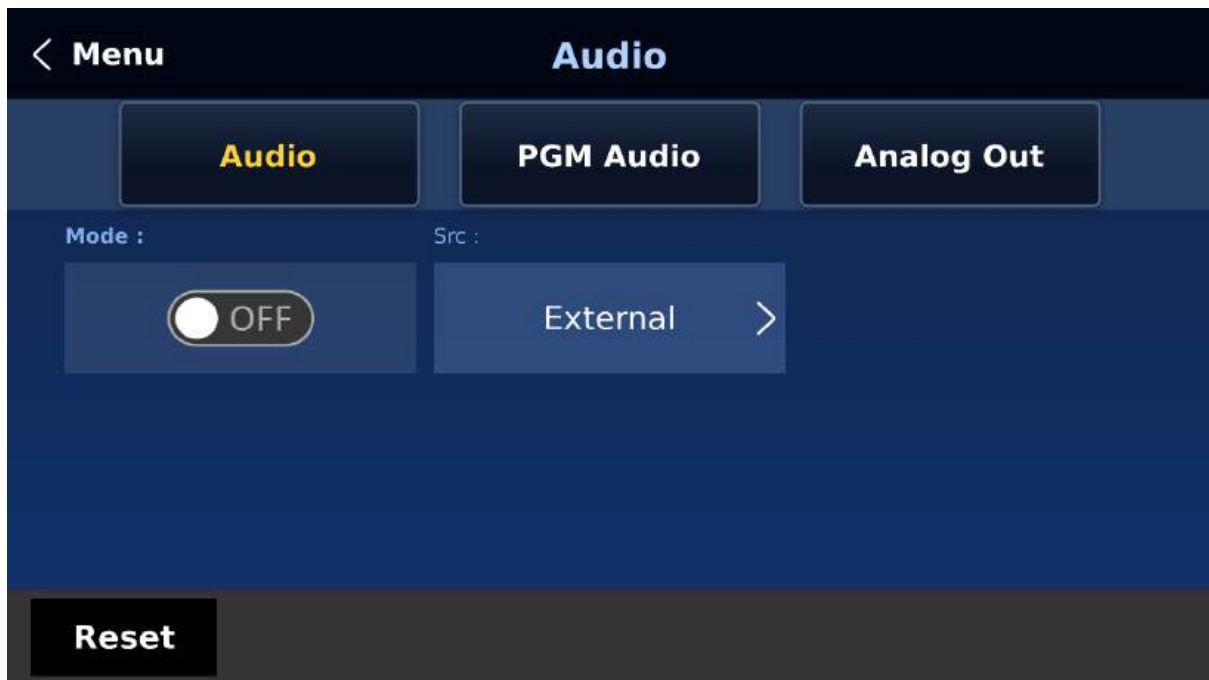 Menu
Audio
Audio
PGM Audio
Analog Out
Mode :
Src :
OFF
External
Reset